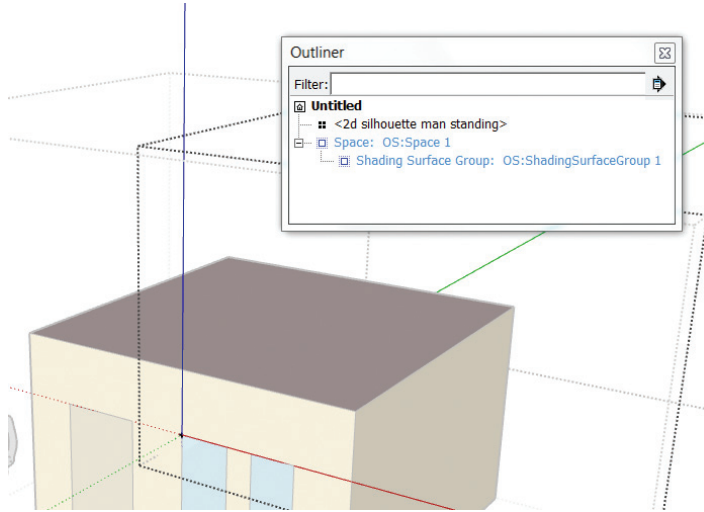 Outliner
Filter:
Untitled
<2d silhouette man standing>
Space: OS:Space 1
Shading Surface Group: OS:ShadingSurfaceGroup 1